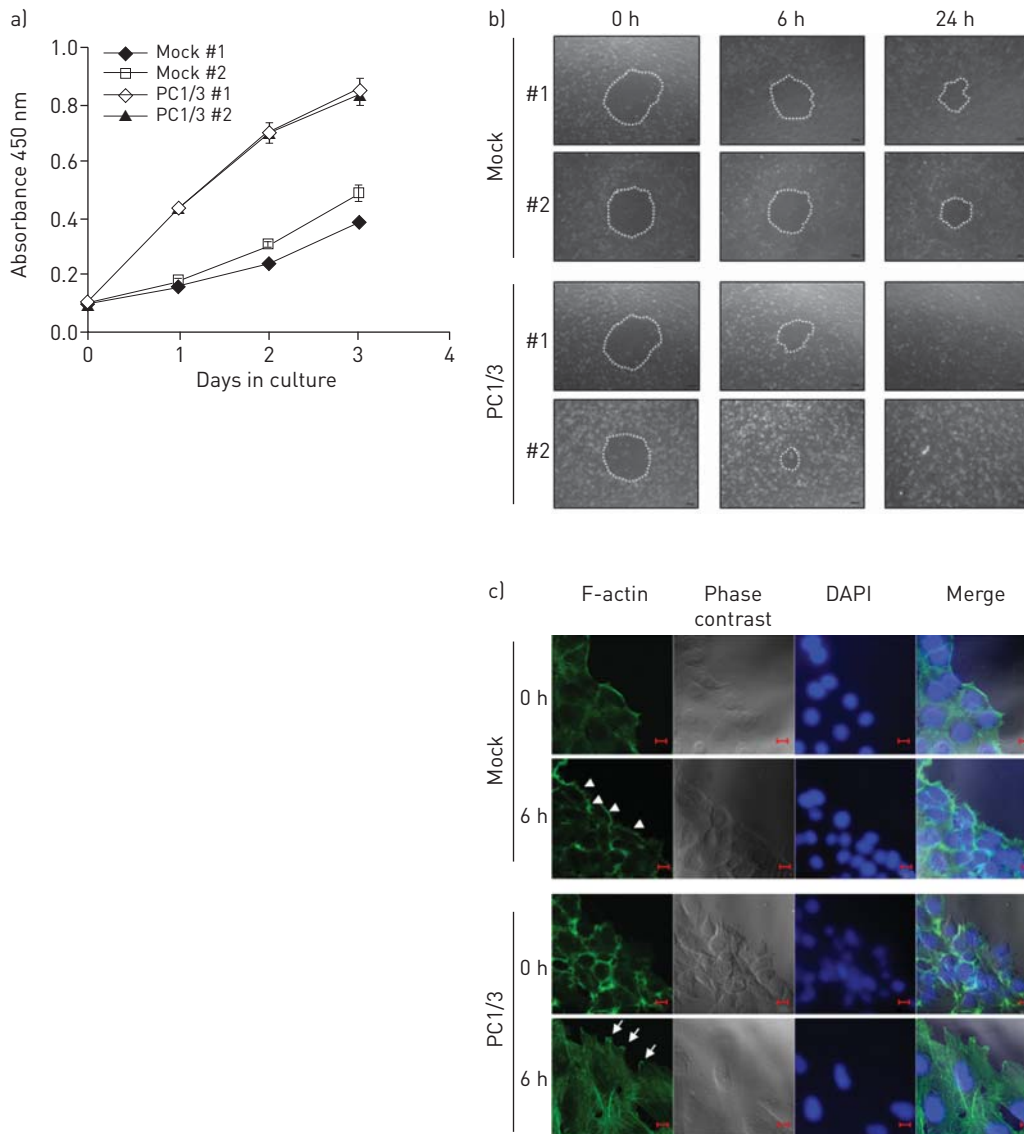 a)
1.0
0.8
0.6
0.4
0.2
0.0
Absorbance 450 nm
Mock #1
Mock #2
PC1/3 #1
PC1/3 #2
0 1 2 3 4
Days in culture
b)
0 h 6 h 24 h
Mock
#1
#2
PC1/3
#1
#2
c)
F-actin Phase contrast DAPI Merge
Mock
0 h
6 h
PC1/3
0 h
6 h